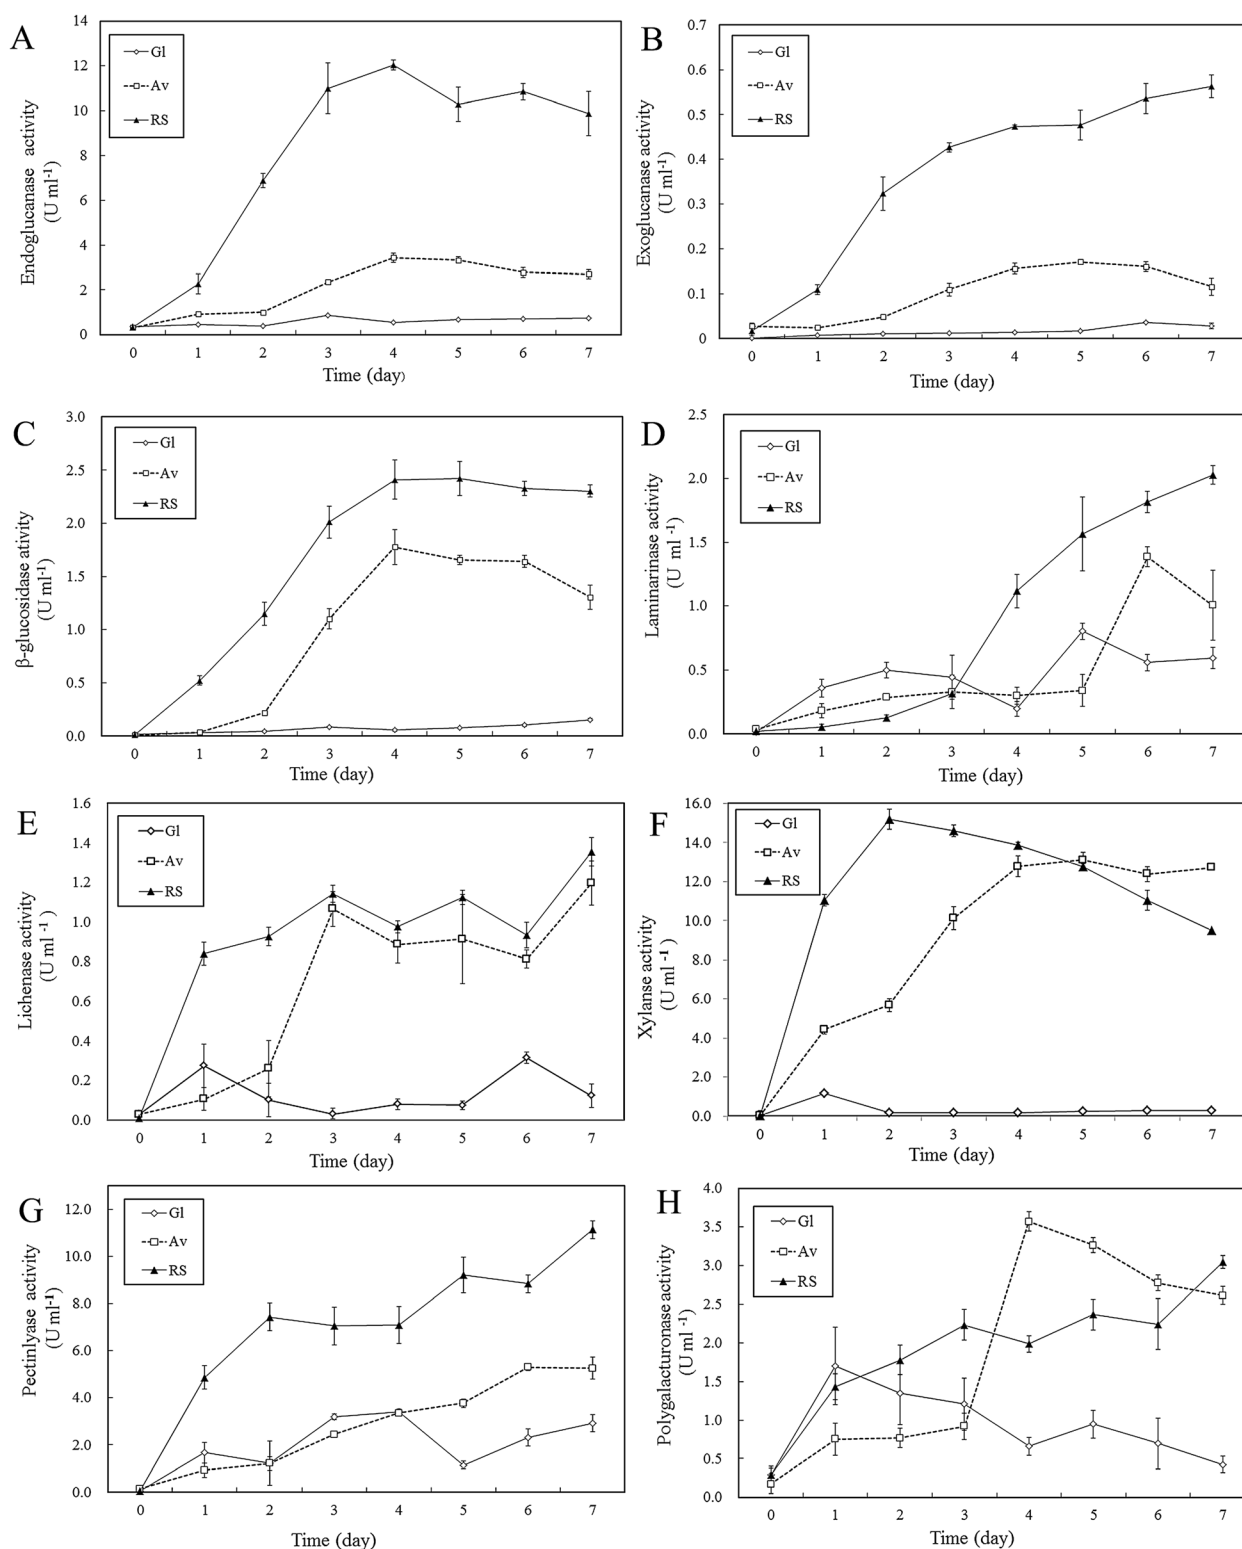 A
Gl
Av
RS
Endoglucanase activity
(U ml-1)
14
12
10
8
6
4
2
0
0 1 2 3 4 5 6 7
Time (day)
B
Gl
Av
RS
Exoglucanase activity
(U ml-1)
0.7
0.6
0.5
0.4
0.3
0.2
0.1
0
0 1 2 3 4 5 6 7
Time (day)
C
Gl
Av
RS
β-glucosidase ativity
(U ml-1)
3.0
2.5
2.0
1.5
1.0
0.5
0.0
0 1 2 3 4 5 6 7
Time (day)
D
Gl
Av
RS
Laminarinase activity
(U ml -1)
2.5
2.0
1.5
1.0
0.5
0.0
0 1 2 3 4 5 6 7
Time (day)
E
Gl
Av
RS
Lichenase activity
(U ml -1)
1.6
1.4
1.2
1.0
0.8
0.6
0.4
0.2
0.0
0 1 2 3 4 5 6 7
Time (day)
F
Gl
Av
RS
Xylanse activity
(U ml -1)
16.0
14.0
12.0
10.0
8.0
6.0
4.0
2.0
0.0
0 1 2 3 4 5 6 7
Time (day)
G
Gl
Av
RS
Pectinlyase activity
(U ml-1)
12.0
10.0
8.0
6.0
4.0
2.0
0.0
0 1 2 3 4 5 6 7
Time (day)
H
Gl
Av
RS
Polygalacturonase activity
(U ml -1)
4.0
3.5
3.0
2.5
2.0
1.5
1.0
0.5
0.0
0 1 2 3 4 5 6 7
Time (day)